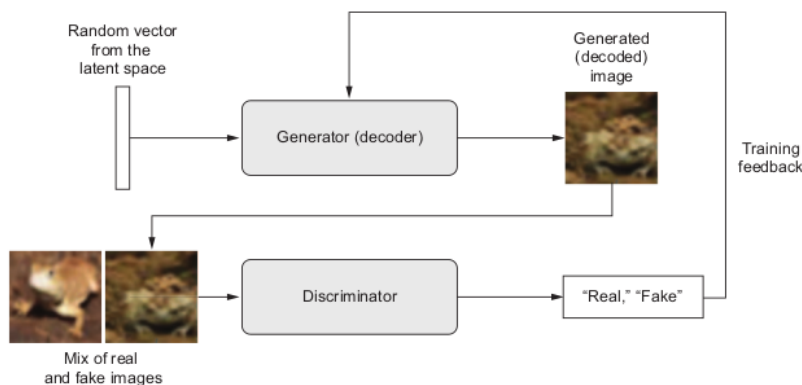 Random vector
from the
latent space
Generator (decoder)
Generated
(decoded)
image
Training
feedback
Discriminator
“Real,” “Fake”
Mix of real
and fake images